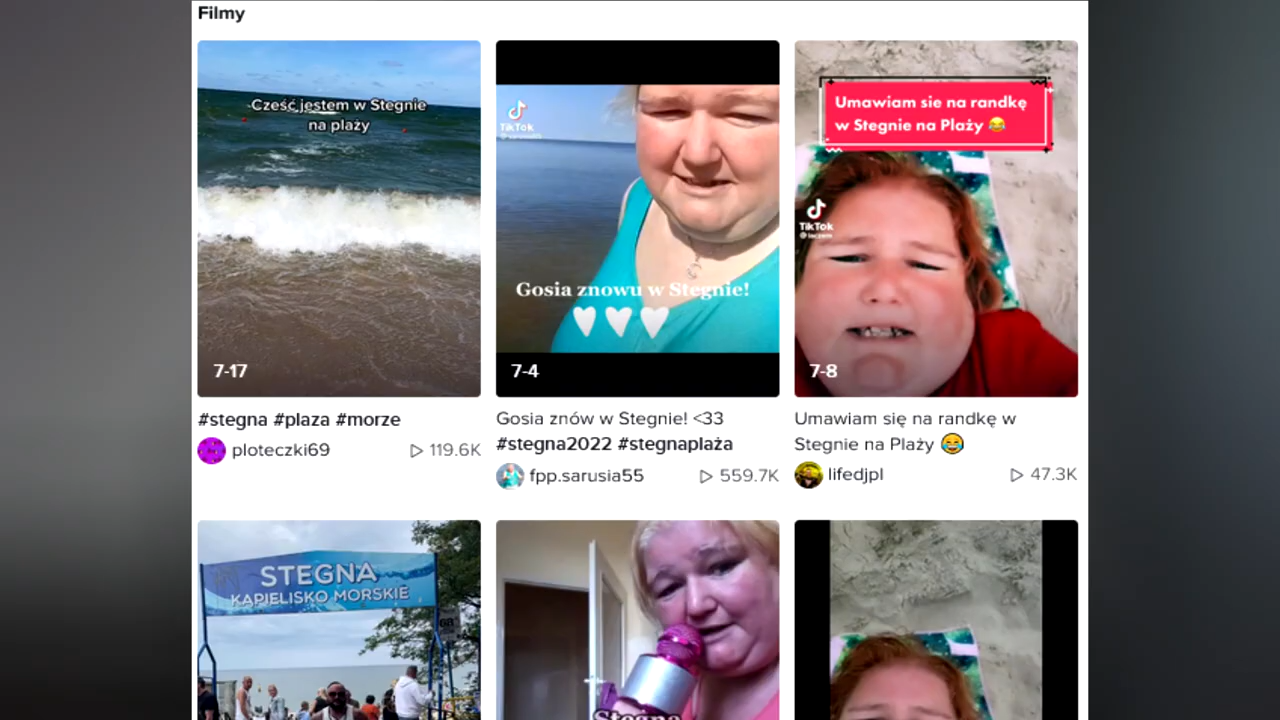 Filmy
Cześć jestem w Stegnie
na plaży
7-17
TikTok
Gosia znowu w Stegnie!
7-4
Umawiam sie na randkę
w Stegnie na Plaży 😂
TikTok
7-8
#stegna #plaza #morze
ploteczki69
119.6K
Gosia znów w Stegnie! <33
#stegna2022 #stegnaplaża
fpp.sarusia55
559.7K
Umawiam się na randkę w
Stegnie na Plaży 😂
lifedjpl
47.3K
STEGNA
KĄPIELISKO MORSKIE
Stegna